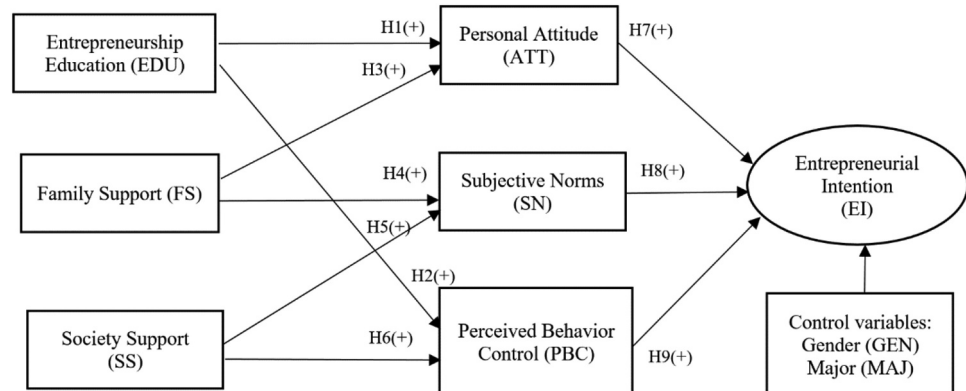 H1(+)
Personal Attitude
(ATT)
H7(+)
Entrepreneurship
Education (EDU)
H3(+)
Family Support (FS)
H4(+)
Subjective Norms
(SN)
H8(+)
Entrepreneurial
Intention
(EI)
H5(+)
H2(+)
Society Support
(SS)
H6(+)
Perceived Behavior
Control (PBC)
H9(+)
Control variables:
Gender (GEN)
Major (MAJ)